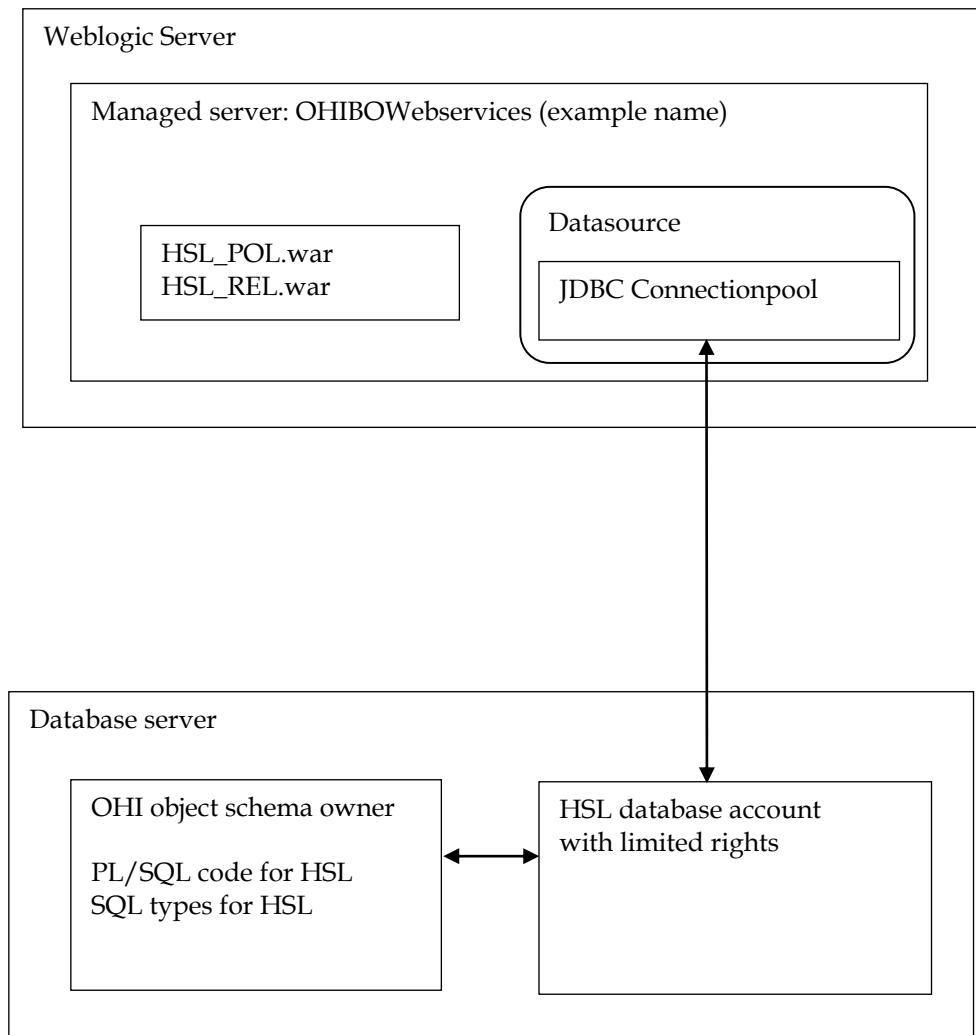 Weblogic Server
Managed server: OHIBOWebservices (example name)
HSL_POL.war
HSL_REL.war
Datasource
JDBC Connectionpool
Database server
OHI object schema owner
PL/SQL code for HSL
SQL types for HSL
HSL database account
with limited rights